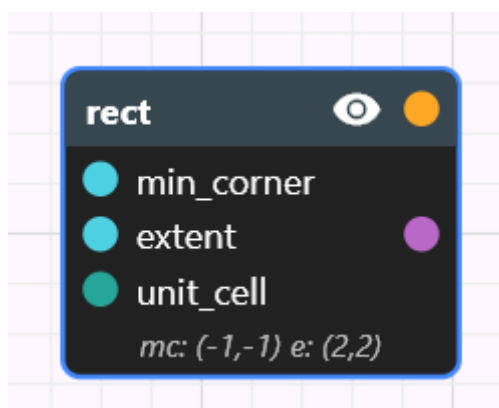 rect
min_corner
extent
unit_cell
mc: (-1,-1) e: (2,2)